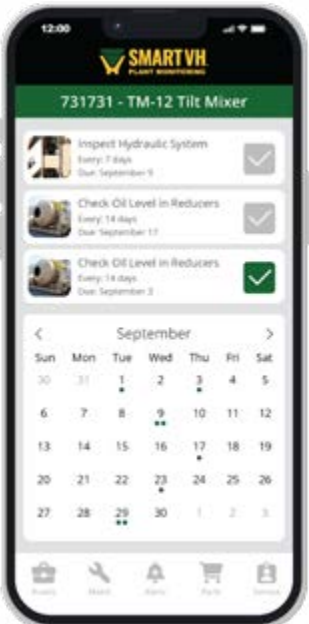 12:00
SMARTVH
PLANT MONITORING
731731 - TM-12 Tilt Mixer
Inspect Hydraulic System
Every: 7 days
Due: September 9
Check Oil Level in Reducers
Every: 14 days
Due: September 17
Check Oil Level in Reducers
Every: 14 days
Due: September 3
< September >
Sun Mon Tue Wed Thu Fri Sat
30 31 1 2 3 4 5
6 7 8 9 10 11 12
13 14 15 16 17 18 19
20 21 22 23 24 25 26
27 28 29 30 1 2 3
Alerts Parts Service